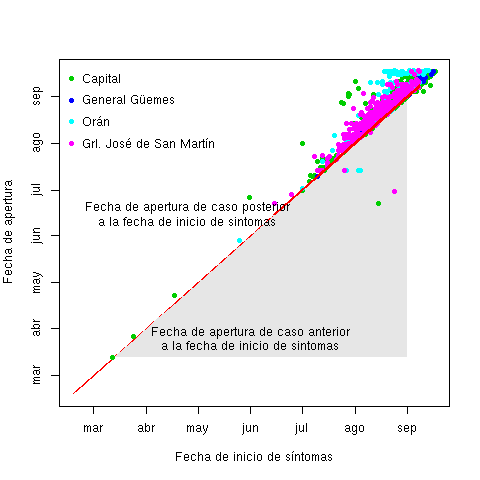 Capital
General Güemes
Orán
Grl. José de San Martín
Fecha de apertura de caso posterior
a la fecha de inicio de sintomas
Fecha de apertura de caso anterior
a la fecha de inicio de sintomas
Fecha de apertura
mar
abr
may
jun
jul
ago
sep
mar
abr
may
jun
jul
ago
sep
Fecha de inicio de síntomas